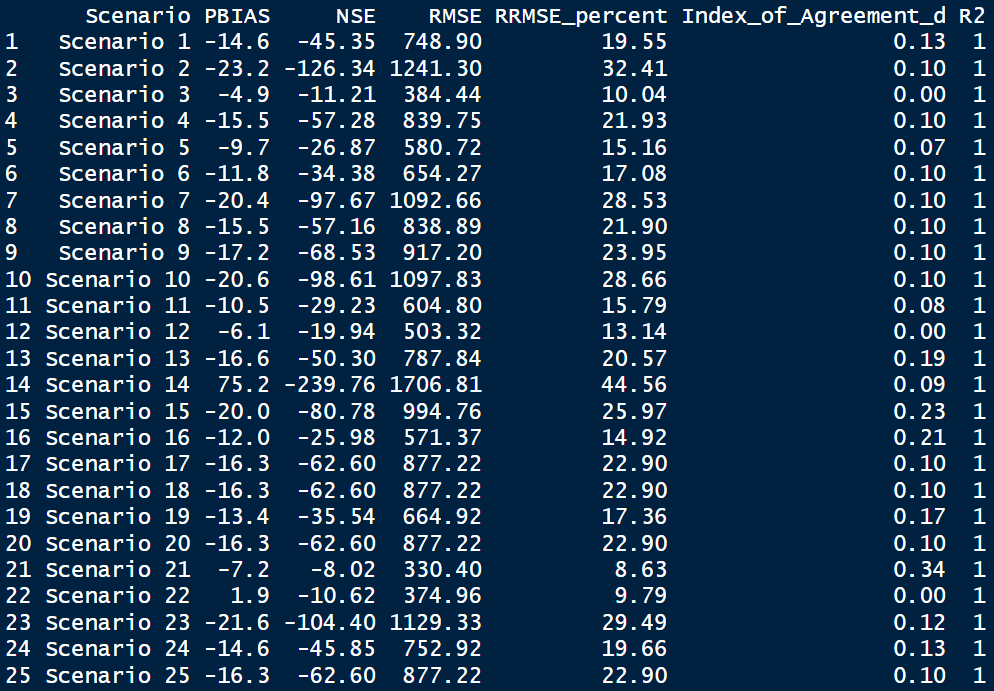 Scenario PBIAS NSE RMSE RRMSE_percent Index_of_Agreement_d R2
1 Scenario 1 -14.6 -45.35 748.90 19.55 0.13 1
2 Scenario 2 -23.2 -126.34 1241.30 32.41 0.10 1
3 Scenario 3 -4.9 -11.21 384.44 10.04 0.00 1
4 Scenario 4 -15.5 -57.28 839.75 21.93 0.10 1
5 Scenario 5 -9.7 -26.87 580.72 15.16 0.07 1
6 Scenario 6 -11.8 -34.38 654.27 17.08 0.10 1
7 Scenario 7 -20.4 -97.67 1092.66 28.53 0.10 1
8 Scenario 8 -15.5 -57.16 838.89 21.90 0.10 1
9 Scenario 9 -17.2 -68.53 917.20 23.95 0.10 1
10 Scenario 10 -20.6 -98.61 1097.83 28.66 0.10 1
11 Scenario 11 -10.5 -29.23 604.80 15.79 0.08 1
12 Scenario 12 -6.1 -19.94 503.32 13.14 0.00 1
13 Scenario 13 -16.6 -50.30 787.84 20.57 0.19 1
14 Scenario 14 75.2 -239.76 1706.81 44.56 0.09 1
15 Scenario 15 -20.0 -80.78 994.76 25.97 0.23 1
16 Scenario 16 -12.0 -25.98 571.37 14.92 0.21 1
17 Scenario 17 -16.3 -62.60 877.22 22.90 0.10 1
18 Scenario 18 -16.3 -62.60 877.22 22.90 0.10 1
19 Scenario 19 -13.4 -35.54 664.92 17.36 0.17 1
20 Scenario 20 -16.3 -62.60 877.22 22.90 0.10 1
21 Scenario 21 -7.2 -8.02 330.40 8.63 0.34 1
22 Scenario 22 1.9 -10.62 374.96 9.79 0.00 1
23 Scenario 23 -21.6 -104.40 1129.33 29.49 0.12 1
24 Scenario 24 -14.6 -45.85 752.92 19.66 0.13 1
25 Scenario 25 -16.3 -62.60 877.22 22.90 0.10 1